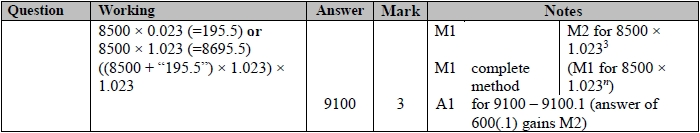 Question Working Answer Mark Notes
8500 × 0.023 (=195.5) or M1 M2 for 8500 ×
8500 × 1.023 (=8695.5) 1.023³
((8500 + “195.5”) × 1.023) × M1 complete (M1 for 8500 ×
1.023 method 1.023ⁿ)
9100 3 A1 for 9100 – 9100.1 (answer of
600(.1) gains M2)